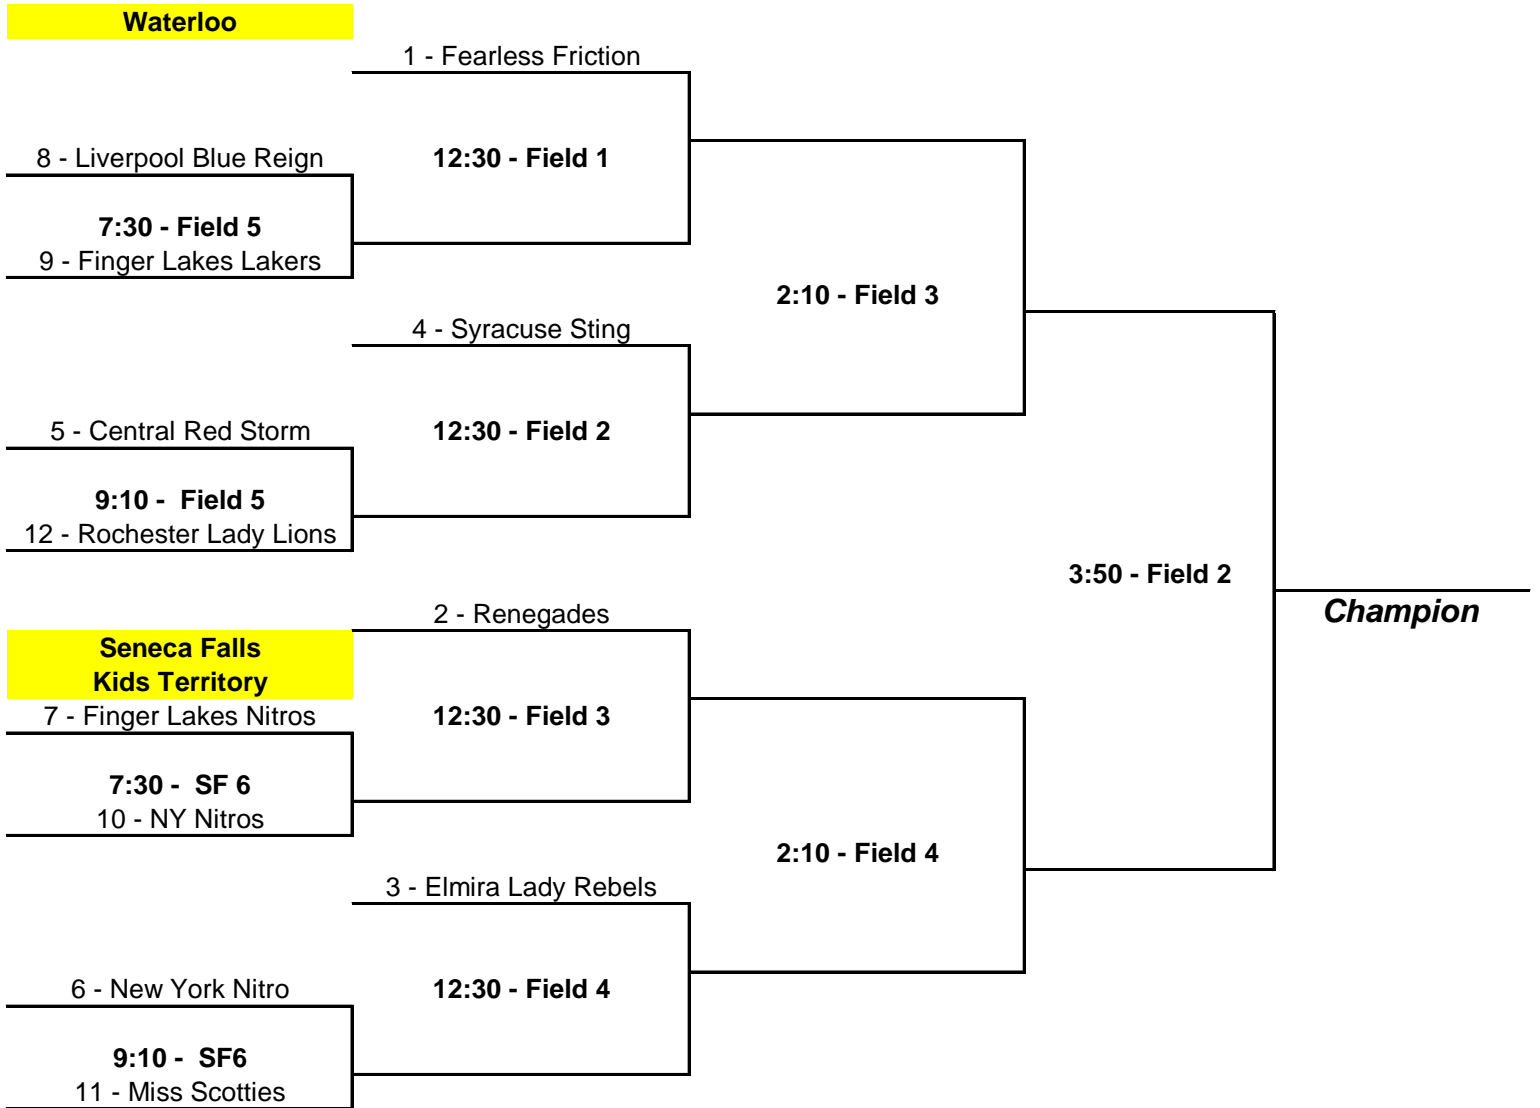 Waterloo
1 - Fearless Friction
8 - Liverpool Blue Reign
12:30 - Field 1
7:30 - Field 5
9 - Finger Lakes Lakers
2:10 - Field 3
4 - Syracuse Sting
5 - Central Red Storm
12:30 - Field 2
9:10 -  Field 5
12 - Rochester Lady Lions
3:50 - Field 2
Champion
2 - Renegades
Seneca Falls
Kids Territory
7 - Finger Lakes Nitros
12:30 - Field 3
7:30 -  SF 6
10 - NY Nitros
2:10 - Field 4
3 - Elmira Lady Rebels
6 - New York Nitro
12:30 - Field 4
9:10 -  SF6
11 - Miss Scotties